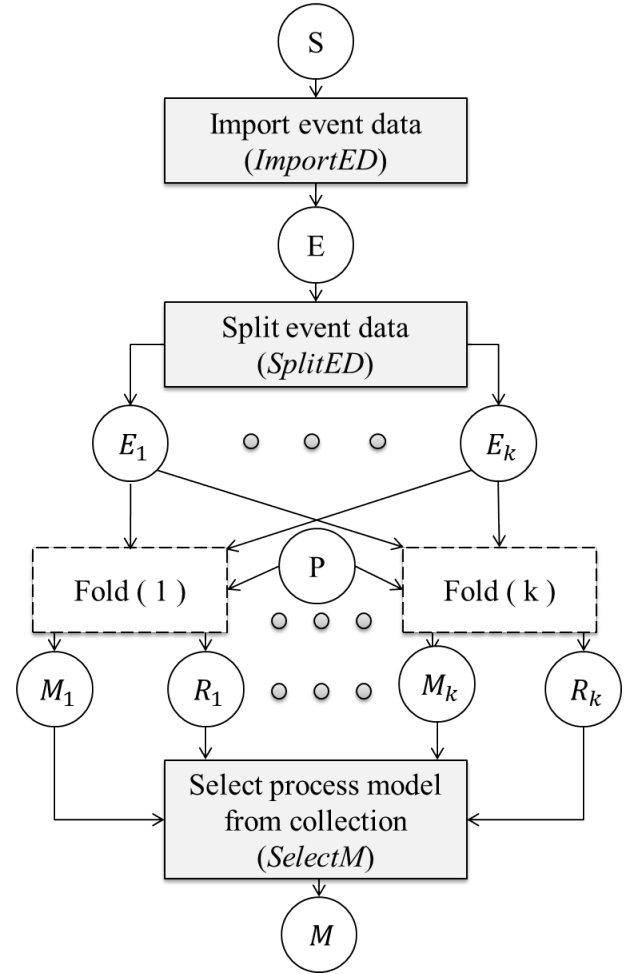 S
Import event data
(ImportED)
E
Split event data
(SplitED)
E₁
Eₖ
P
Fold ( 1 )
Fold ( k )
M₁
R₁
Mₖ
Rₖ
Select process model
from collection
(SelectM)
M